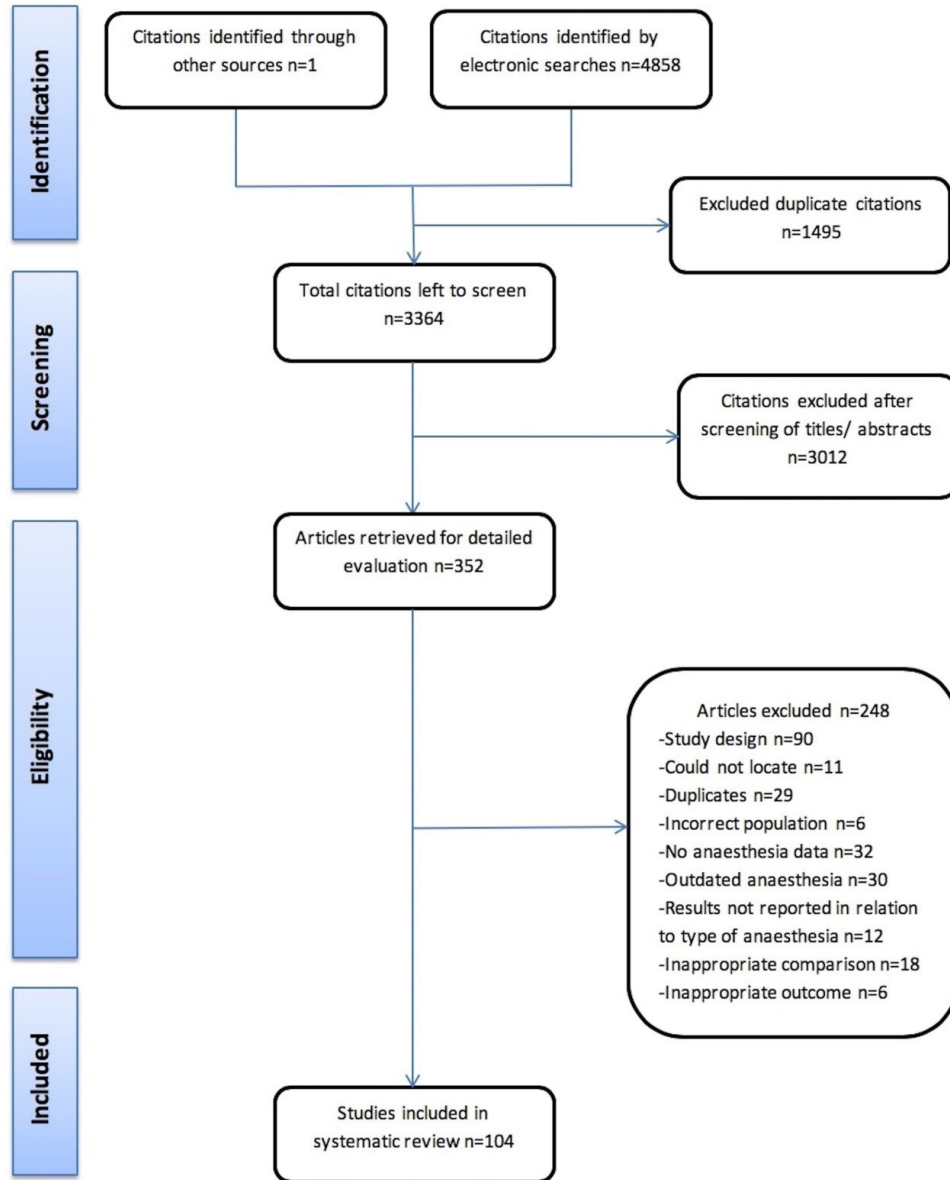 Identification
Citations identified through
other sources n=1
Citations identified by
electronic searches n=4858
Excluded duplicate citations
n=1495
Screening
Total citations left to screen
n=3364
Citations excluded after
screening of titles/ abstracts
n=3012
Eligibility
Articles retrieved for detailed
evaluation n=352
Articles excluded n=248
-Study design n=90
-Could not locate n=11
-Duplicates n=29
-Incorrect population n=6
-No anaesthesia data n=32
-Outdated anaesthesia n=30
-Results not reported in relation
to type of anaesthesia n=12
-Inappropriate comparison n=18
-Inappropriate outcome n=6
Included
Studies included in
systematic review n=104